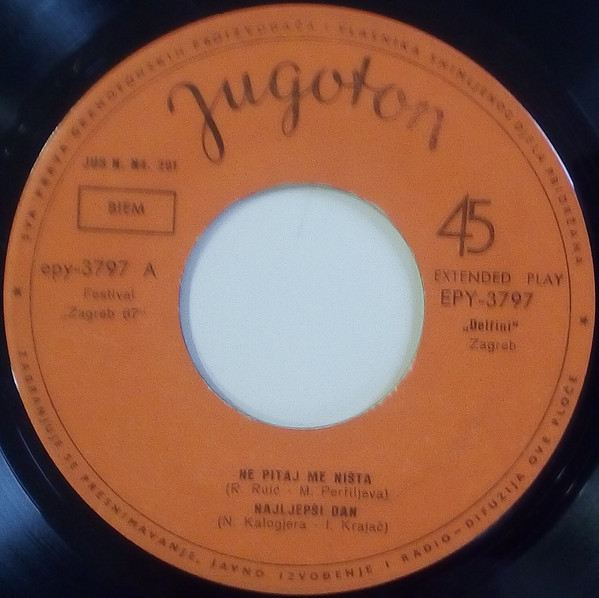 SVA PRAVA GRAMOFONSKIH PROIZVOĐAČA I VLASNIKA SNIMLJENOG DJELA PRIDRŽANA
Jugoton
JUS N. N4. 201
BIEM
45
EXTENDED PLAY
epy-3797 A
EPY-3797
Festival
„Zagreb 67"
„Delfini"
Zagreb
NE PITAJ ME NIŠTA
(R. Ruić - M. Perfiljeva)
NAJLJEPŠI DAN
(N. Kalogjera - I. Krajač)
* ZABRANJUJE SE PRESNIMAVANJE, JAVNO IZVOĐENJE I RADIO-DIFUZIJA OVE PLOČE *